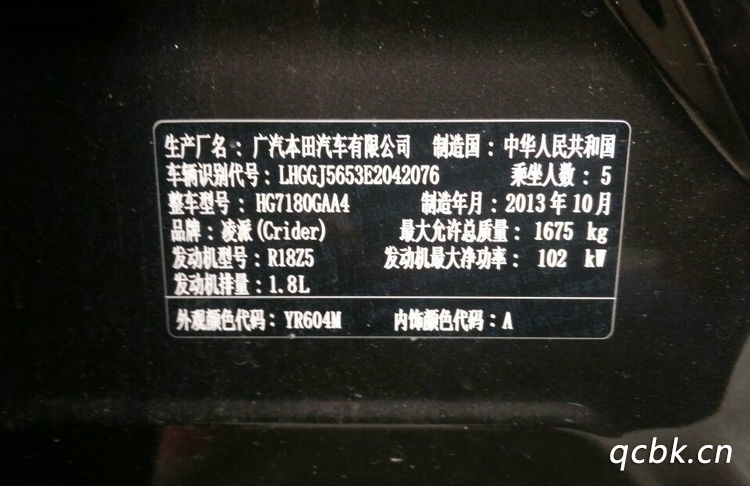 生产厂名：广汽本田汽车有限公司 制造国：中华人民共和国
车辆识别代号：LHGGJ5653E2042076 乘坐人数：5
整车型号：HG7180GAA4 制造年月：2013年10月
品牌：凌派(Crider) 最大允许总质量：1675 kg
发动机型号：R18Z5 发动机最大净功率：102 kW
发动机排量：1.8L
外观颜色代码：YR604M 内饰颜色代码：A
qcbk.cn